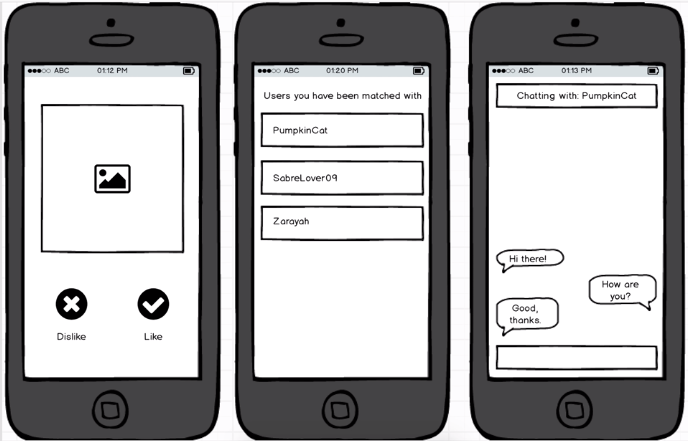 ABC 01:12 PM
Dislike
Like
ABC 01:20 PM
Users you have been matched with
PumpkinCat
SabreLover09
Zarayah
ABC 01:13 PM
Chatting with: PumpkinCat
Hi there!
How are
you?
Good,
thanks.